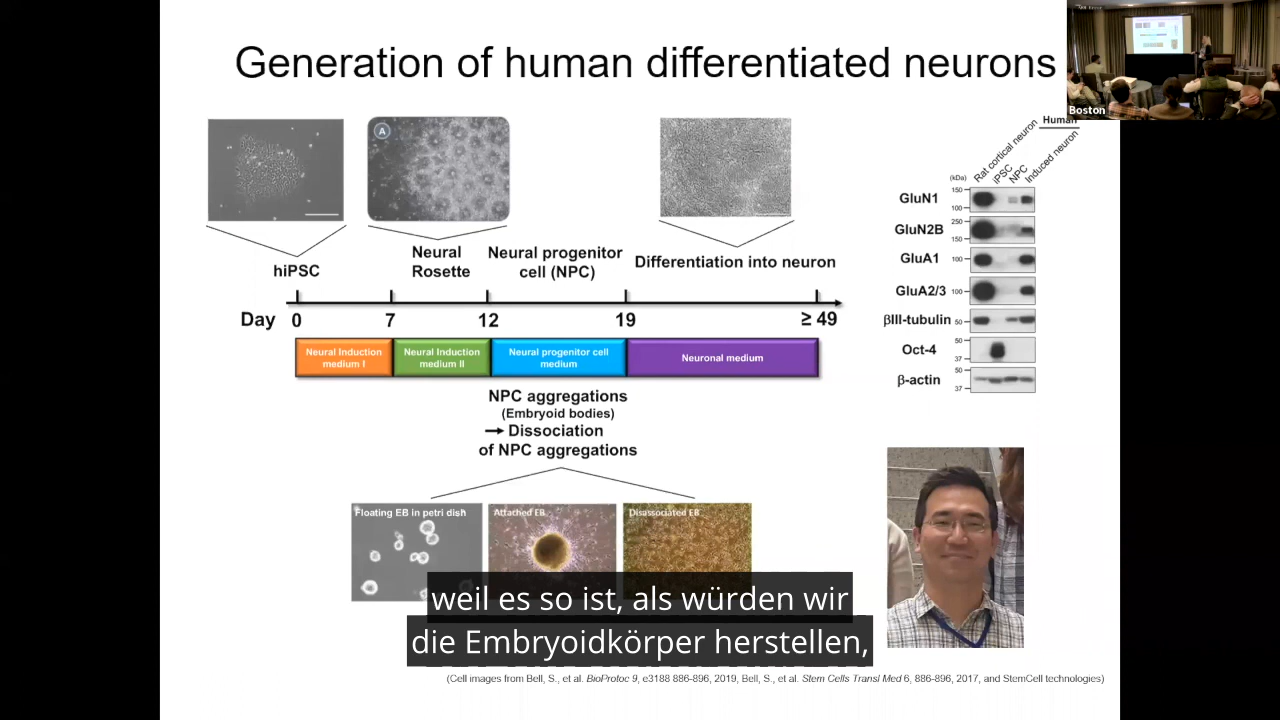 Generation of human differentiated neurons
Boston
A
hiPSC
Neural
Rosette
Neural progenitor
cell (NPC)
Differentiation into neuron
Day 0 7 12 19 ≥ 49
Neural Induction
medium I
Neural Induction
medium II
Neural progenitor cell
medium
Neuronal medium
NPC aggregations
(Embryoid bodies)
→ Dissociation
of NPC aggregations
Floating EB in petri dish
Attached EB
Disassociated EB
Human
Rat cortical neuron
iPSC
NPC
Induced neuron
(kDa)
GluN1 150 100
GluN2B 250 150
GluA1 100
GluA2/3 100
βIII-tubulin 50
Oct-4 50 37
β-actin 50 37
weil es so ist, als würden wir
die Embryoidkörper herstellen,
(Cell images from Bell, S., et al. BioProtoc 9, e3188 886-896, 2019, Bell, S., et al. Stem Cells Transl Med 6, 886-896, 2017, and StemCell technologies)